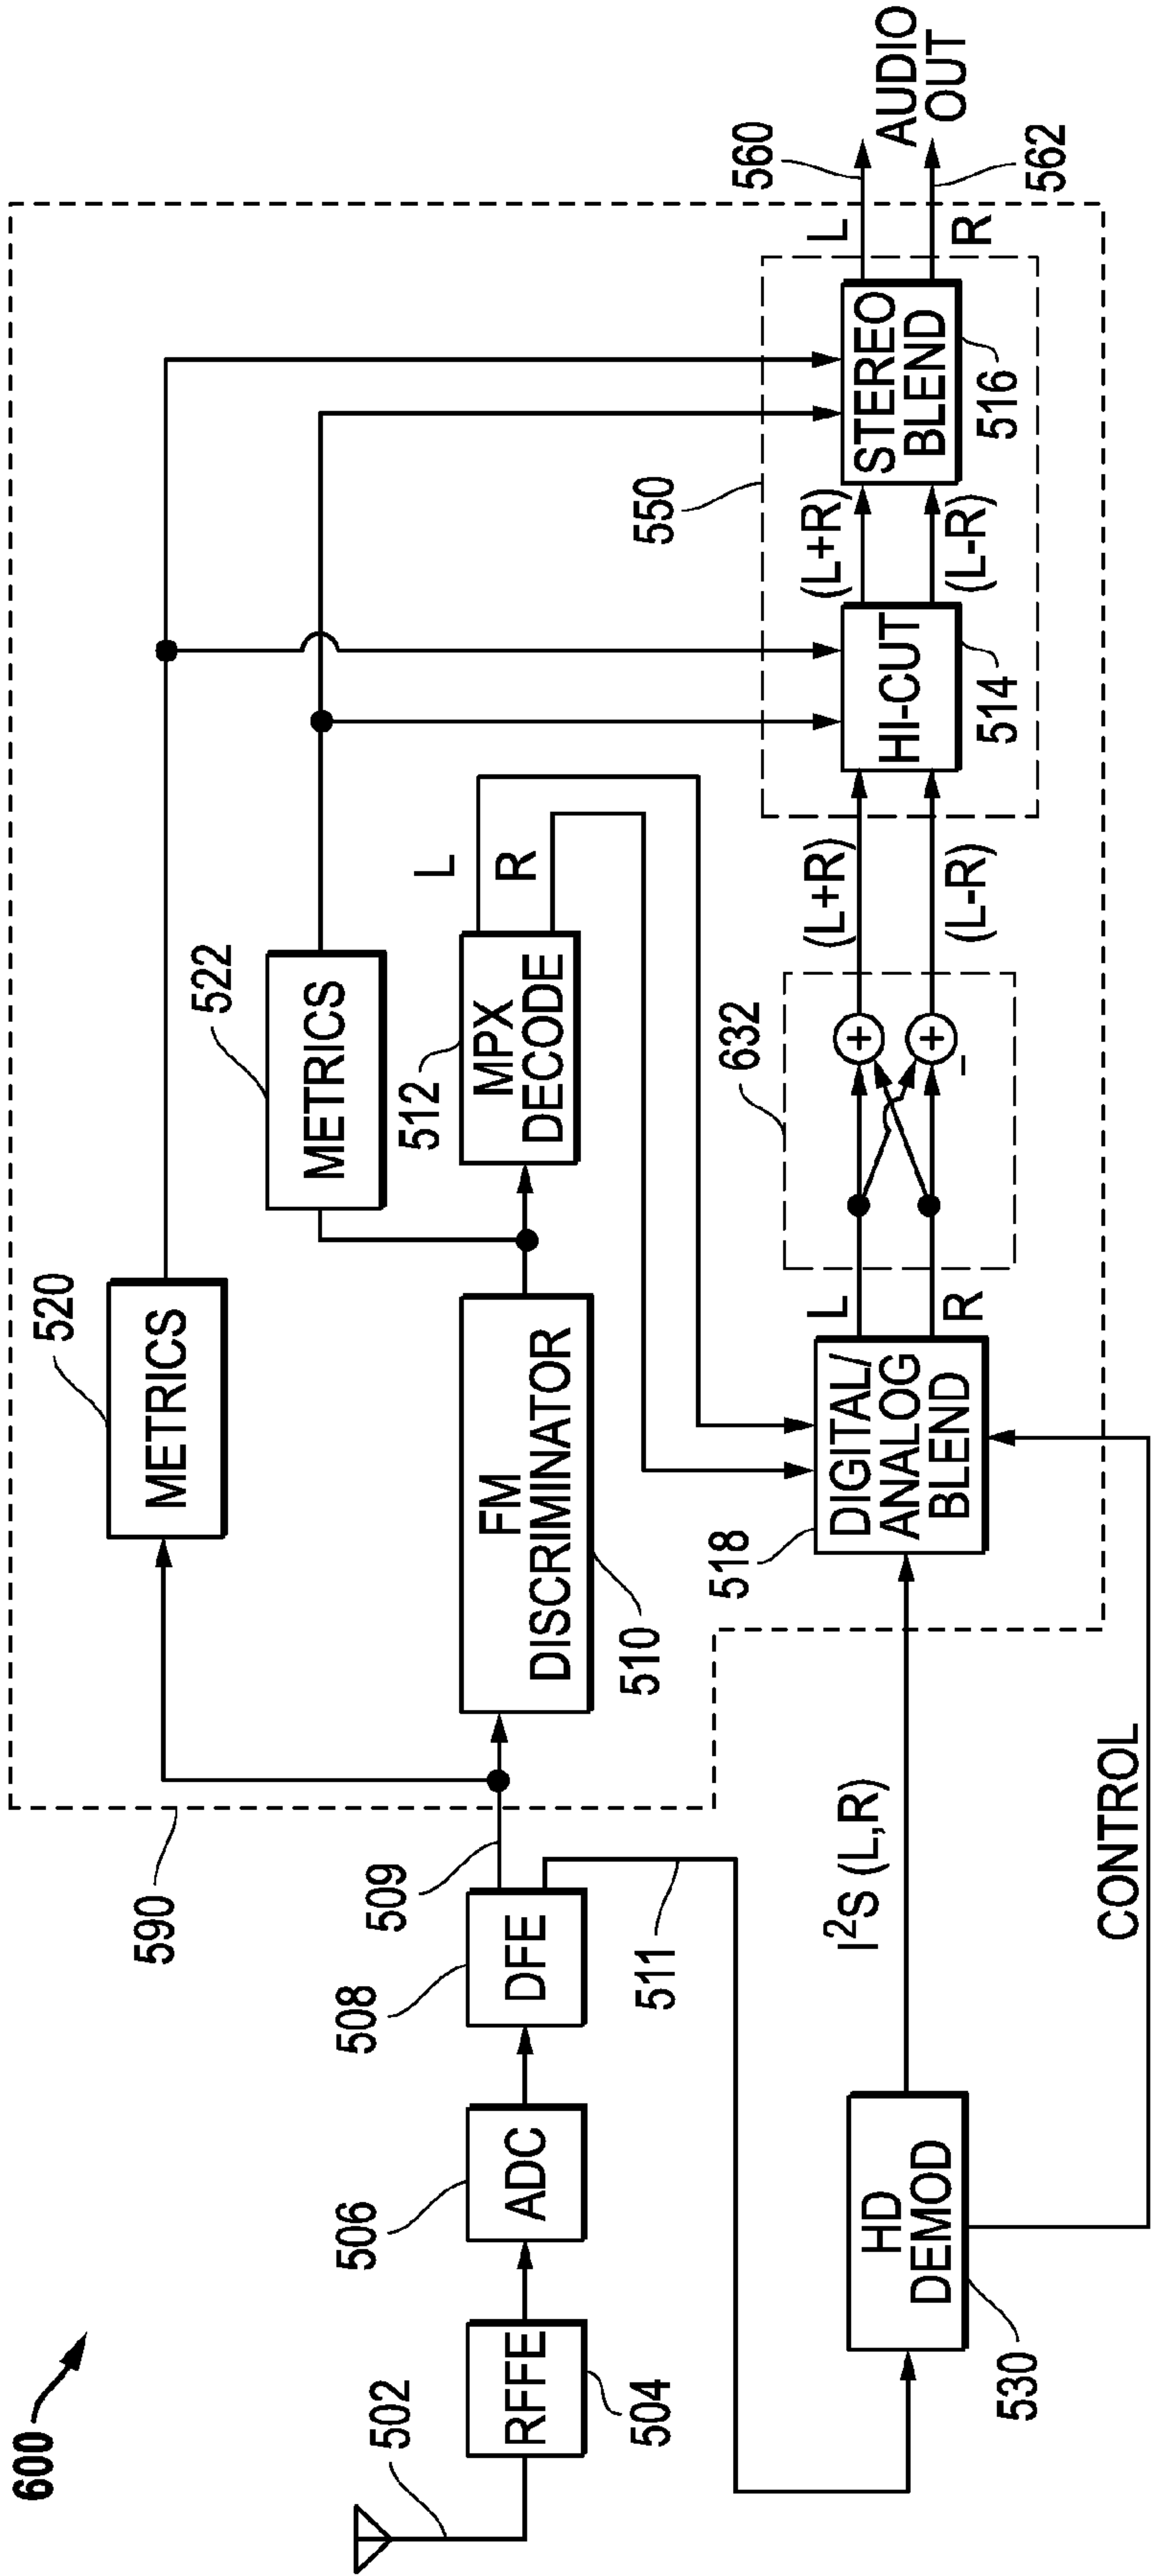 600
502
RFFE
504
ADC
506
DFE
508
509
511
590
METRICS
520
FM
DISCRIMINATOR
510
METRICS
522
MPX
DECODE
512
L
R
HD
DEMOD
530
I²S (L,R)
CONTROL
DIGITAL/
ANALOG
BLEND
518
L
R
632
+
+
-
(L+R)
(L-R)
550
HI-CUT
514
(L+R)
(L-R)
STEREO
BLEND
516
L
R
560
562
AUDIO
OUT